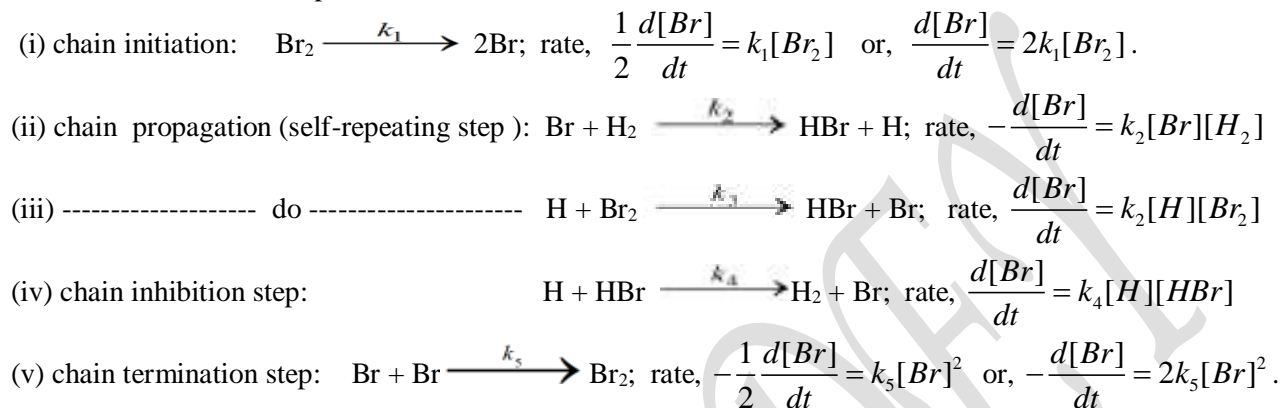 (i) chain initiation: Br₂ —k₁→ 2Br; rate, 1/2 d[Br]/dt = k₁[Br₂] or, d[Br]/dt = 2k₁[Br₂].
(ii) chain propagation (self-repeating step ): Br + H₂ —k₂→ HBr + H; rate, −d[Br]/dt = k₂[Br][H₂]
(iii) ------------------- do ---------------------- H + Br₂ —k₃→ HBr + Br; rate, d[Br]/dt = k₂[H][Br₂]
(iv) chain inhibition step: H + HBr —k₄→ H₂ + Br; rate, d[Br]/dt = k₄[H][HBr]
(v) chain termination step: Br + Br —k₅→ Br₂; rate, −1/2 d[Br]/dt = k₅[Br]² or, −d[Br]/dt = 2k₅[Br]².